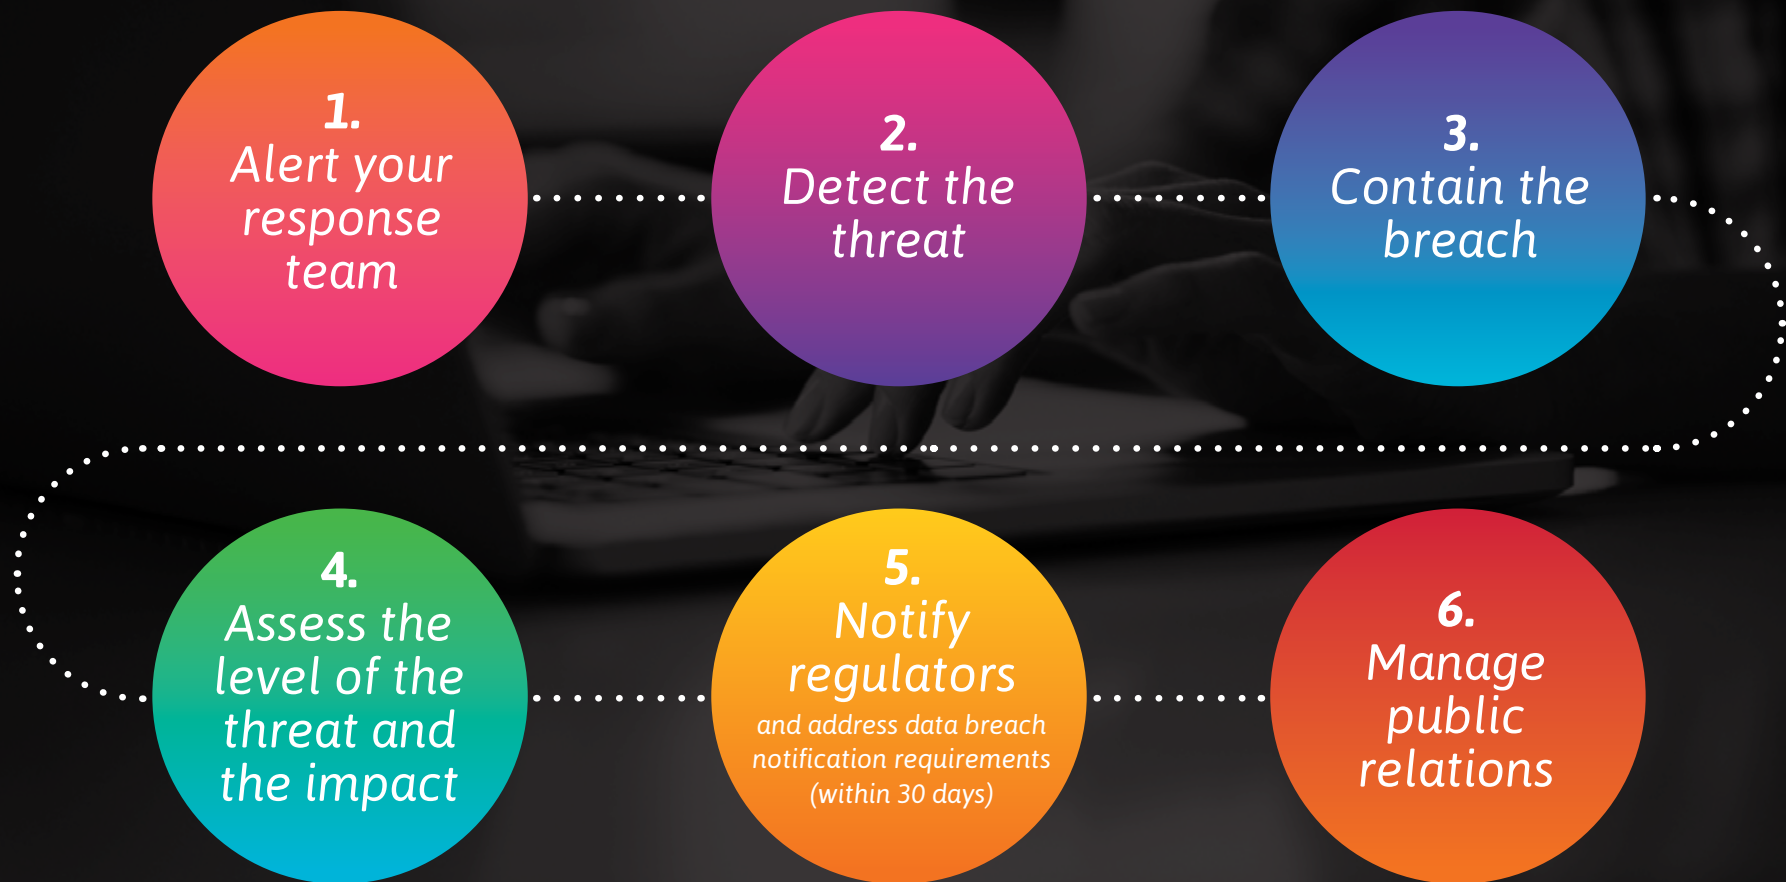 1.
Alert your
response
team
2.
Detect the
threat
3.
Contain the
breach
4.
Assess the
level of the
threat and
the impact
5.
Notify
regulators
and address data breach
notification requirements
(within 30 days)
6.
Manage
public
relations